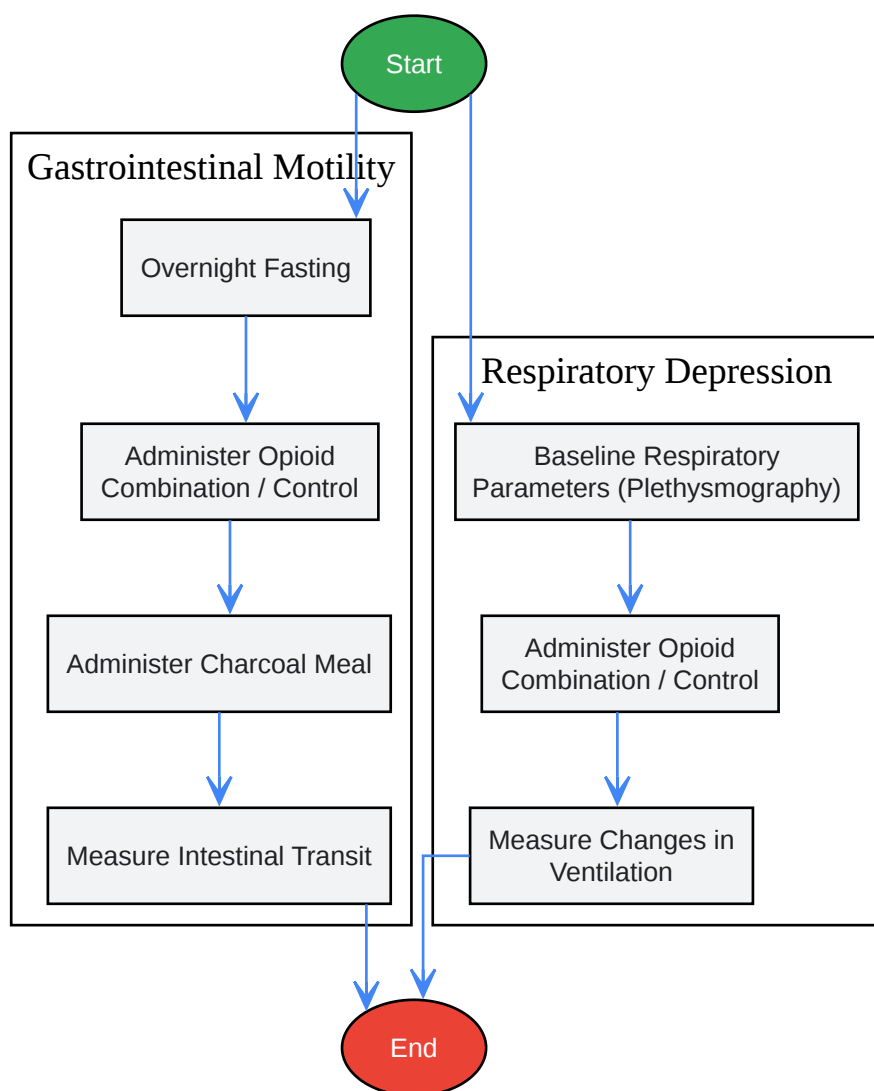 Start
Gastrointestinal Motility
Overnight Fasting
Administer Opioid
Combination / Control
Administer Charcoal Meal
Measure Intestinal Transit
Respiratory Depression
Baseline Respiratory
Parameters (Plethysmography)
Administer Opioid
Combination / Control
Measure Changes in
Ventilation
End